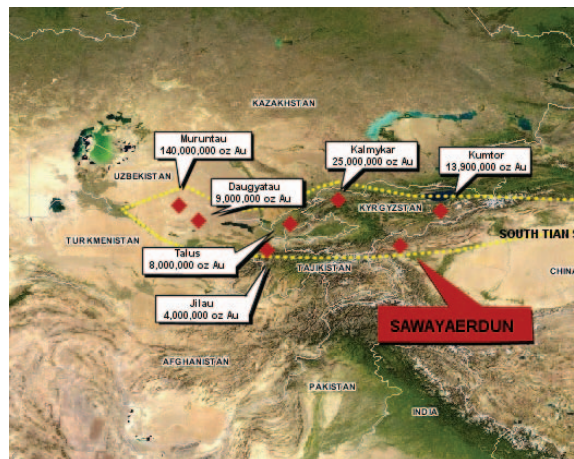 KAZAKHSTAN
Muruntau
140,000,000 oz Au
Kalmykar
25,000,000 oz Au
Kumtor
13,900,000 oz Au
UZBEKISTAN
Daugyatau
9,000,000 oz Au
KYRGYZSTAN
TURKMENISTAN
SOUTH TIAN S
Talus
8,000,000 oz Au
TAJIKISTAN
CHINA
Jilau
4,000,000 oz Au
SAWAYAERDUN
AFGHANISTAN
PAKISTAN
INDIA